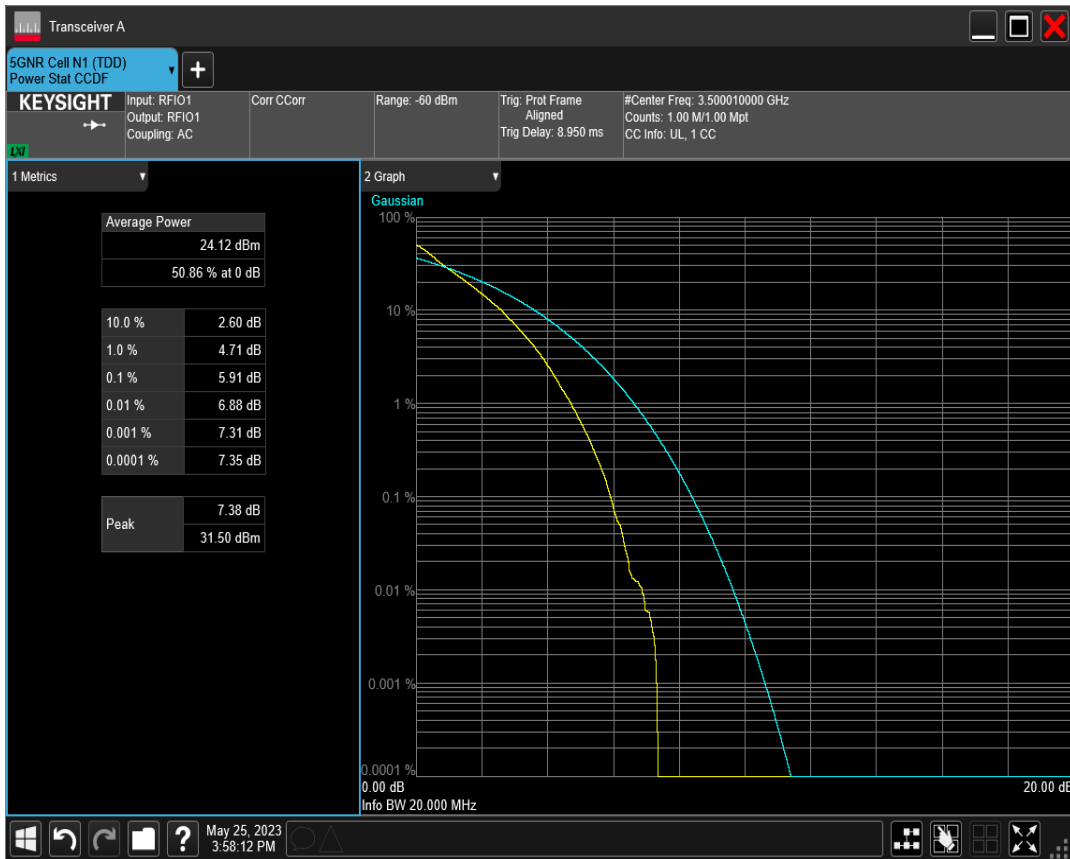 Transceiver A
5GNR Cell N1 (TDD)
Power Stat CCDF
KEYSIGHT
LXI
Input: RFIO1
Output: RFIO1
Coupling: AC
Corr CCorr
Range: -60 dBm
Trig: Prot Frame
Aligned
Trig Delay: 8.950 ms
#Center Freq: 3.500010000 GHz
Counts: 1.00 M/1.00 Mpt
CC Info: UL, 1 CC
1 Metrics
Average Power
24.12 dBm
50.86 % at 0 dB
10.0 % 2.60 dB
1.0 % 4.71 dB
0.1 % 5.91 dB
0.01 % 6.88 dB
0.001 % 7.31 dB
0.0001 % 7.35 dB
Peak 7.38 dB
31.50 dBm
2 Graph
Gaussian
100 %
10 %
1 %
0.1 %
0.01 %
0.001 %
0.0001 %
0.00 dB 20.00 dB
Info BW 20.000 MHz
?
May 25, 2023
3:58:12 PM